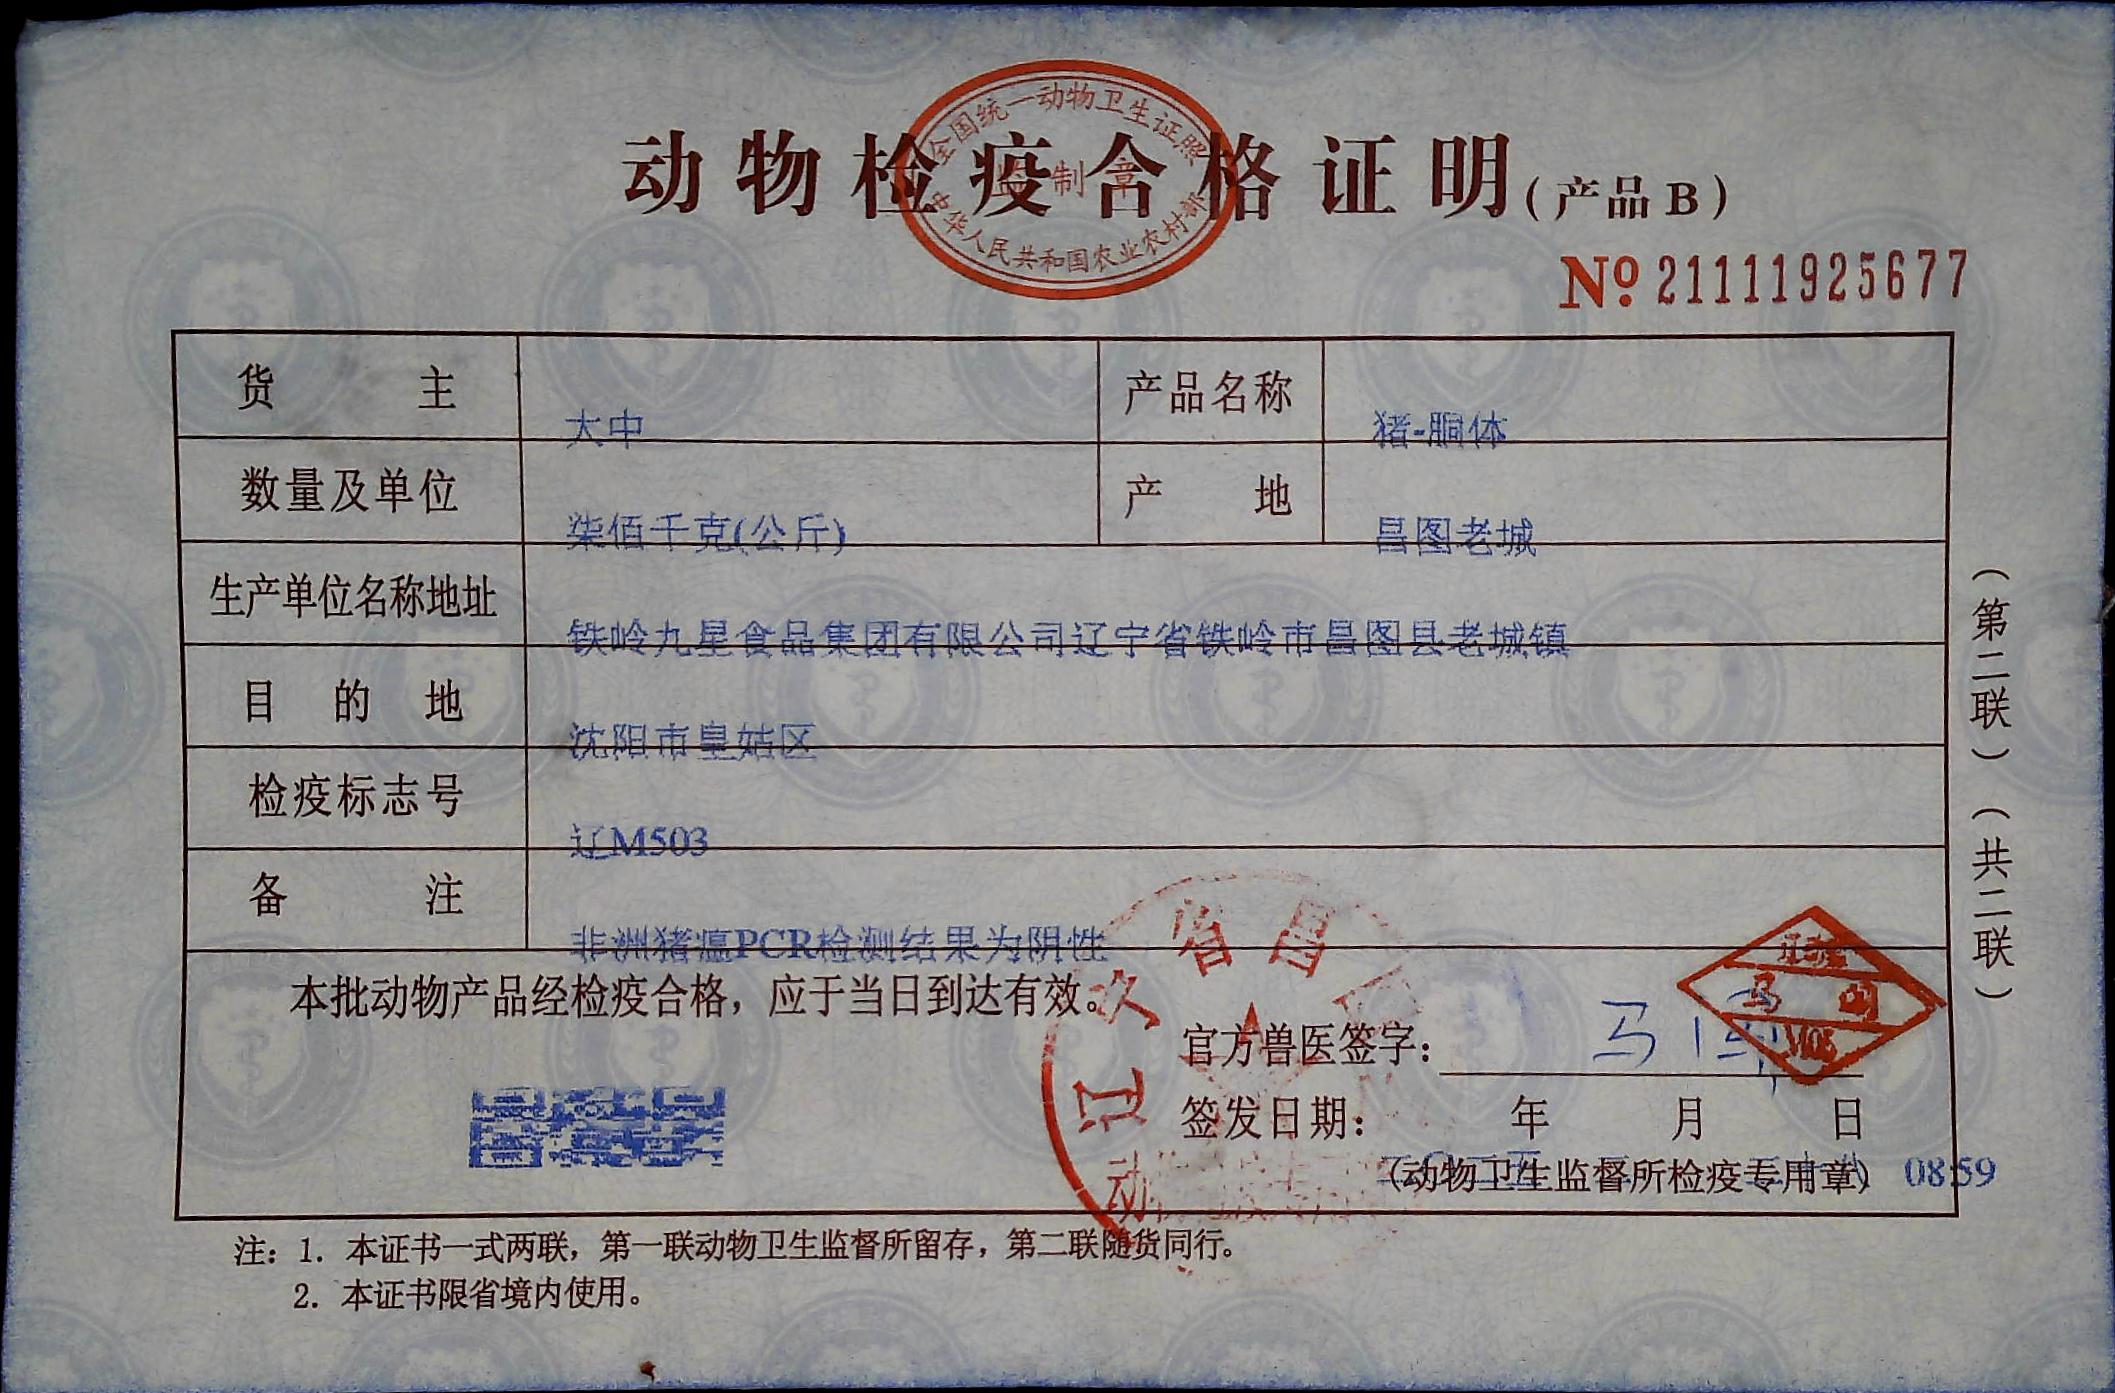 全国统一动物卫生证照
监制章
中华人民共和国农业农村部
动物检疫合格证明(产品B)
№21111925677
货主 大中 产品名称 猪-胴体
数量及单位 柒佰千克(公斤) 产地 昌图老城
生产单位名称地址 铁岭九星食品集团有限公司辽宁省铁岭市昌图县老城镇
目的地 沈阳市皇姑区
检疫标志号 辽M503
备注 非洲猪瘟PCR检测结果为阴性
本批动物产品经检疫合格，应于当日到达有效。
官方兽医签字：马
签发日期： 年 月 日
(动物卫生监督所检疫专用章) 08:59
辽宁省昌
动
马
注：1. 本证书一式两联，第一联动物卫生监督所留存，第二联随货同行。
2. 本证书限省境内使用。
(第二联)(共二联)